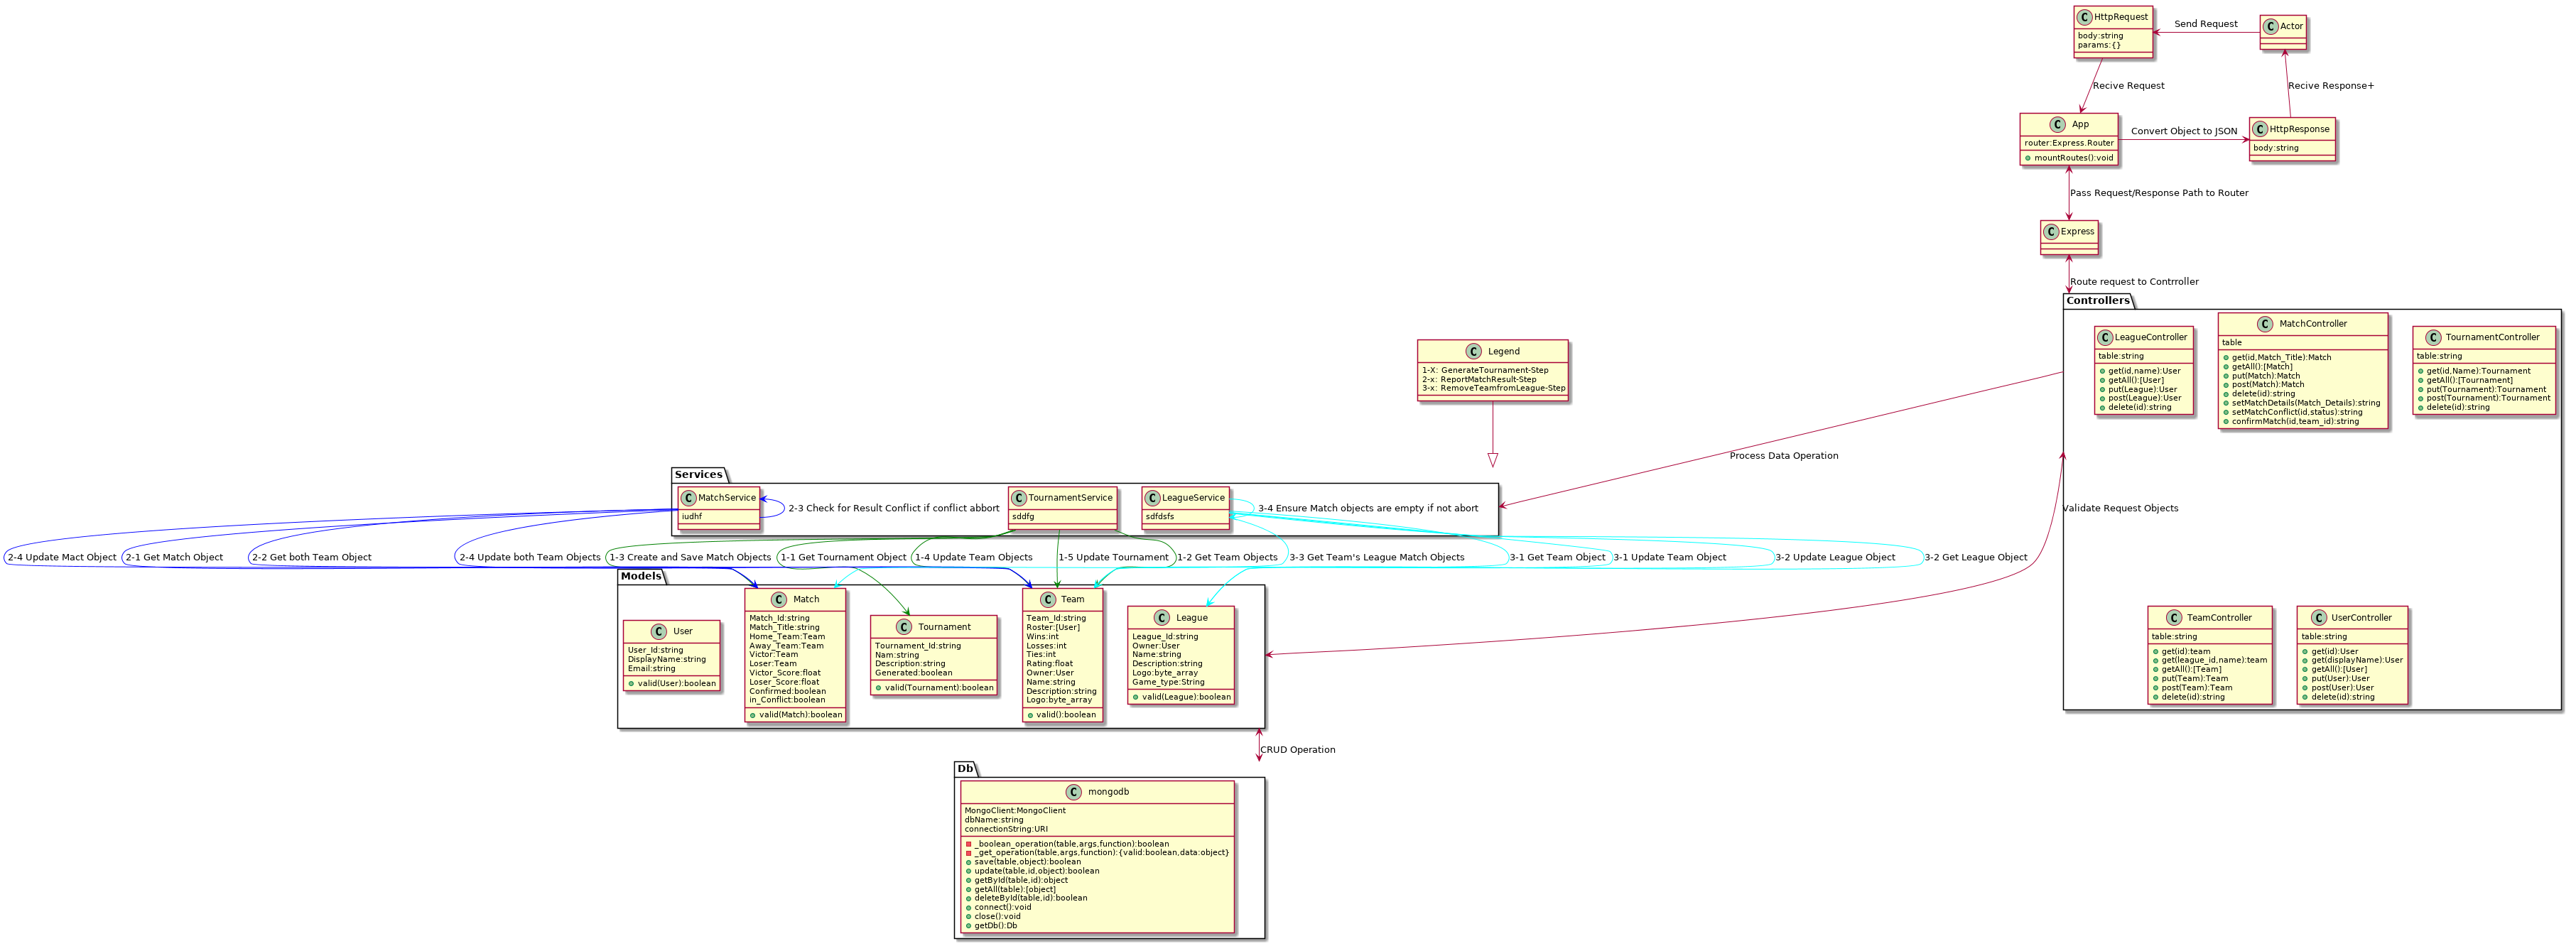 HttpRequest
body:string
params:{}
Send Request
Actor
Recive Request
Recive Response+
App
router:Express.Router
mountRoutes():void
Convert Object to JSON
HttpResponse
body:string
Pass Request/Response Path to Router
Express
Route request to Contrroller
Controllers
LeagueController
table:string
get(id,name):User
getAll():[User]
put(League):User
post(League):User
delete(id):string
MatchController
table
get(id,Match_Title):Match
getAll():[Match]
put(Match):Match
post(Match):Match
delete(id):string
setMatchDetails(Match_Details):string
setMatchConflict(id,status):string
confirmMatch(id,team_id):string
TournamentController
table:string
get(id,Name):Tournament
getAll():[Tournament]
put(Tournament):Tournament
post(Tournament):Tournament
delete(id):string
Legend
1-X: GenerateTournament-Step
2-x: ReportMatchResult-Step
3-x: RemoveTeamfromLeague-Step
Process Data Operation
Services
MatchService
iudhf
2-3 Check for Result Conflict if conflict abbort
TournamentService
sddfg
LeagueService
sdfdsfs
3-4 Ensure Match objects are empty if not abort
Validate Request Objects
2-4 Update Mact Object
2-1 Get Match Object
2-2 Get both Team Object
2-4 Update both Team Objects
1-3 Create and Save Match Objects
1-1 Get Tournament Object
1-4 Update Team Objects
1-5 Update Tournament
1-2 Get Team Objects
3-3 Get Team's League Match Objects
3-1 Get Team Object
3-1 Update Team Object
3-2 Update League Object
3-2 Get League Object
Models
User
User_Id:string
DisplayName:string
Email:string
valid(User):boolean
Match
Match_Id:string
Match_Title:string
Home_Team:Team
Away_Team:Team
Victor:Team
Loser:Team
Victor_Score:float
Loser_Score:float
Confirmed:boolean
in_Conflict:boolean
valid(Match):boolean
Tournament
Tournament_Id:string
Nam:string
Description:string
Generated:boolean
valid(Tournament):boolean
Team
Team_Id:string
Roster:[User]
Wins:int
Losses:int
Ties:int
Rating:float
Owner:User
Name:string
Description:string
Logo:byte_array
valid():boolean
League
League_Id:string
Owner:User
Name:string
Description:string
Logo:byte_array
Game_type:String
valid(League):boolean
TeamController
table:string
get(id):team
get(league_id,name):team
getAll():[Team]
put(Team):Team
post(Team):Team
delete(id):string
UserController
table:string
get(id):User
get(displayName):User
getAll():[User]
put(User):User
post(User):User
delete(id):string
CRUD Operation
Db
mongodb
MongoClient:MongoClient
dbName:string
connectionString:URI
_boolean_operation(table,args,function):boolean
_get_operation(table,args,function):{valid:boolean,data:object}
save(table,object):boolean
update(table,id,object):boolean
getById(table,id):object
getAll(table):[object]
deleteById(table,id):boolean
connect():void
close():void
getDb():Db